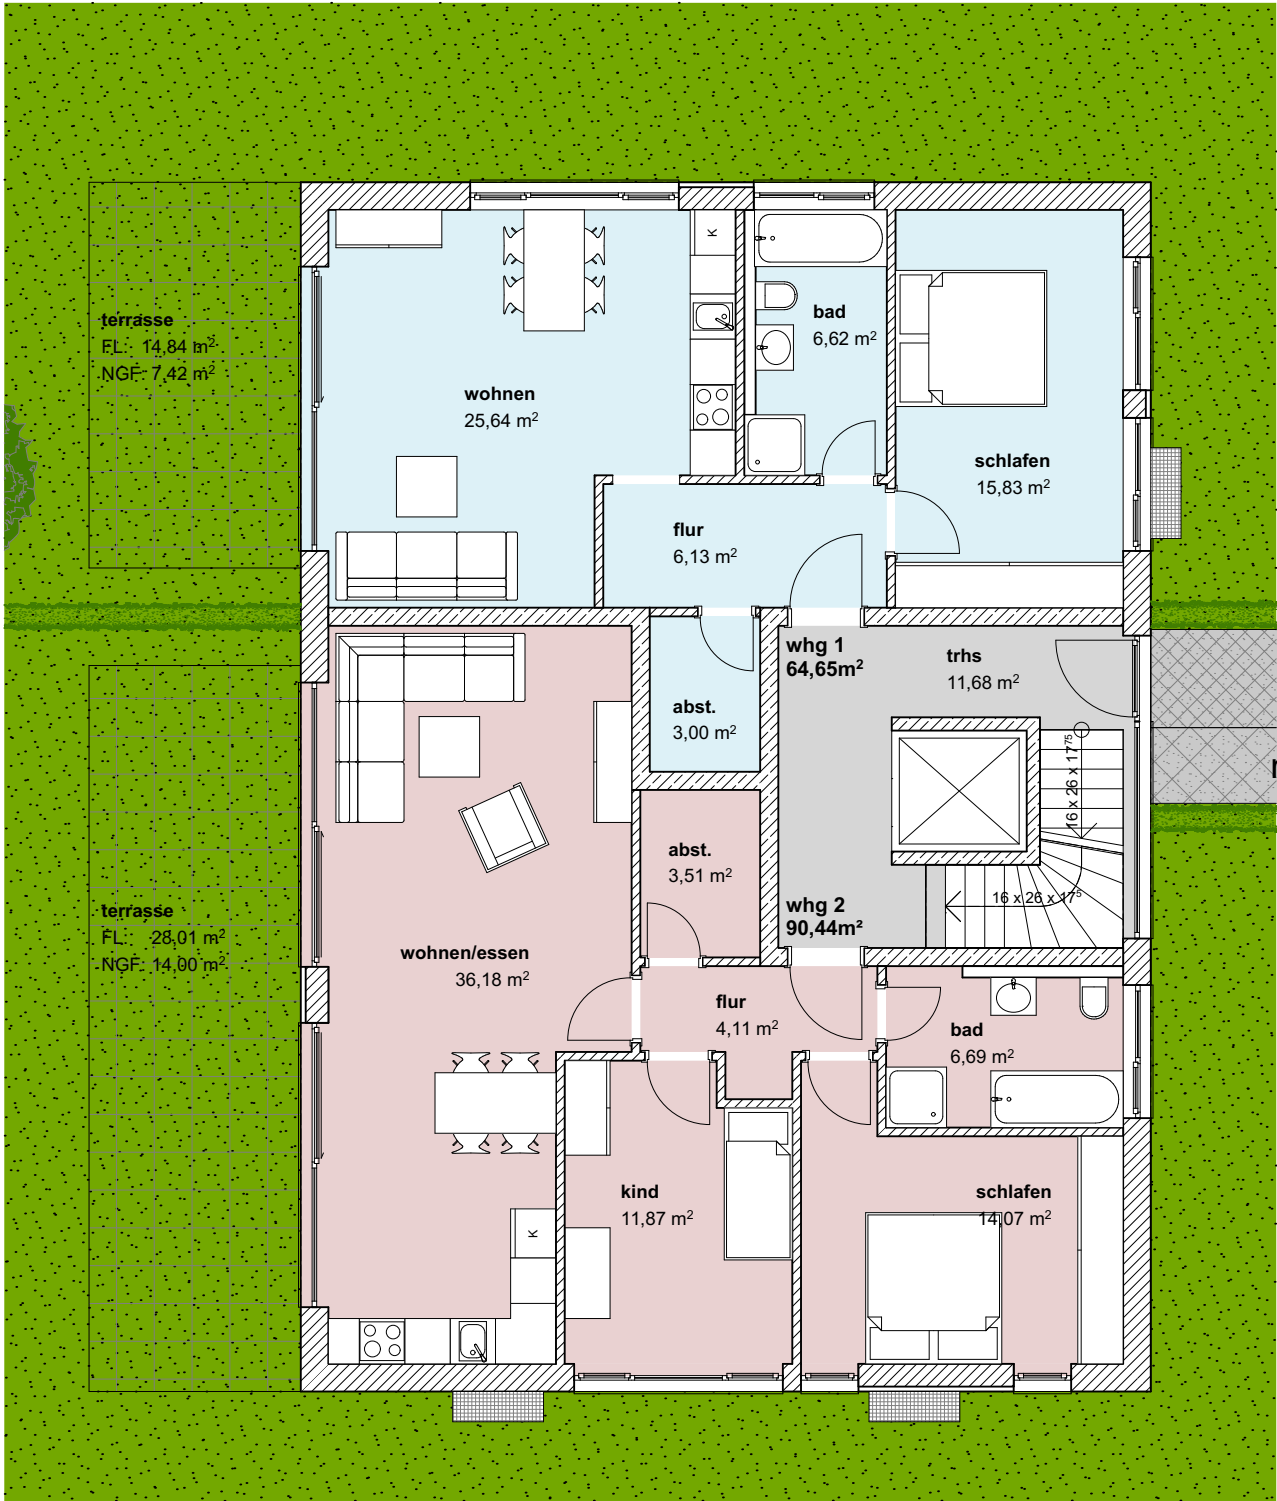 K
bad
6,62 m²
terrasse
FL: 14,84 m²
NGF: 7,42 m²
wohnen
25,64 m²
schlafen
15,83 m²
flur
6,13 m²
whg 1
64,65m²
trhs
11,68 m²
abst.
3,00 m²
16 x 26 x 17⁷⁵
abst.
3,51 m²
16 x 26 x 17⁵
whg 2
90,44m²
terrasse
FL: 28,01 m²
NGF: 14,00 m²
wohnen/essen
36,18 m²
flur
4,11 m²
bad
6,69 m²
kind
11,87 m²
schlafen
14,07 m²
K